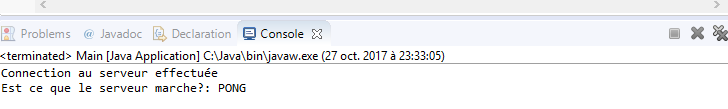 Problems @ Javadoc Declaration Console
<terminated> Main [Java Application] C:\Java\bin\javaw.exe (27 oct. 2017 à 23:33:05)
Connection au serveur effectuée
Est ce que le serveur marche?: PONG